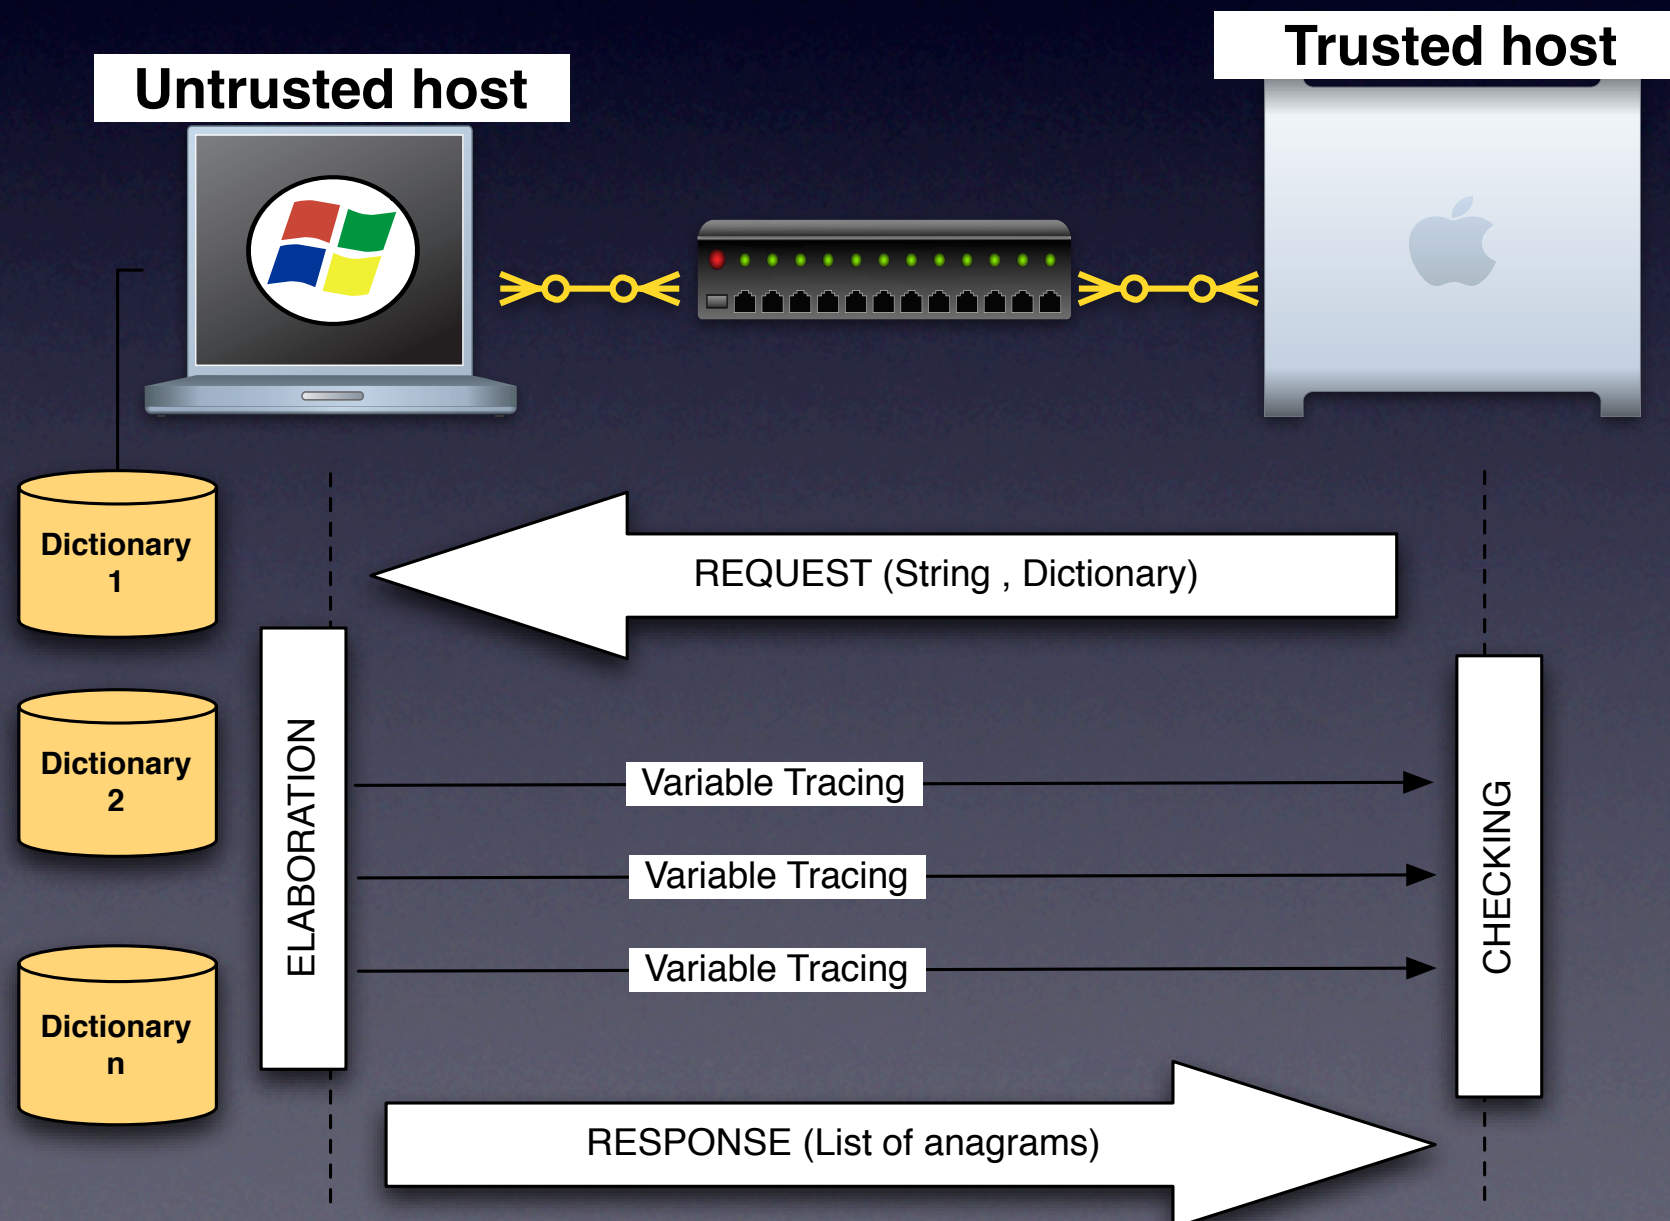 Untrusted host
Trusted host
Dictionary
1
REQUEST (String , Dictionary)
Dictionary
2
ELABORATION
Variable Tracing
Variable Tracing
Variable Tracing
CHECKING
Dictionary
n
RESPONSE (List of anagrams)